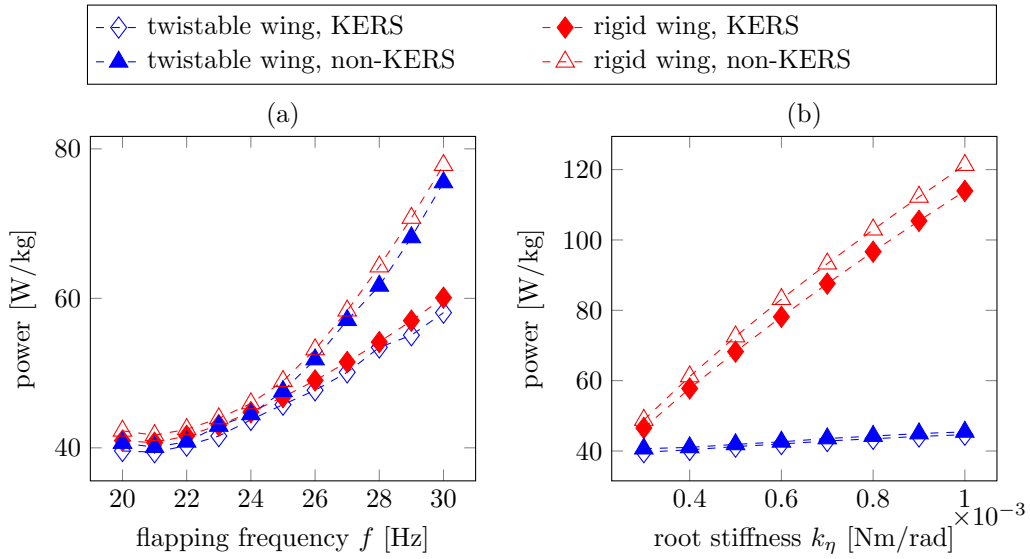 twistable wing, KERS
rigid wing, KERS
twistable wing, non-KERS
rigid wing, non-KERS
(a)
80
60
40
20 22 24 26 28 30
power [W/kg]
flapping frequency f [Hz]
(b)
120
100
80
60
40
0.4 0.6 0.8 1
×10⁻³
power [W/kg]
root stiffness kη [Nm/rad]